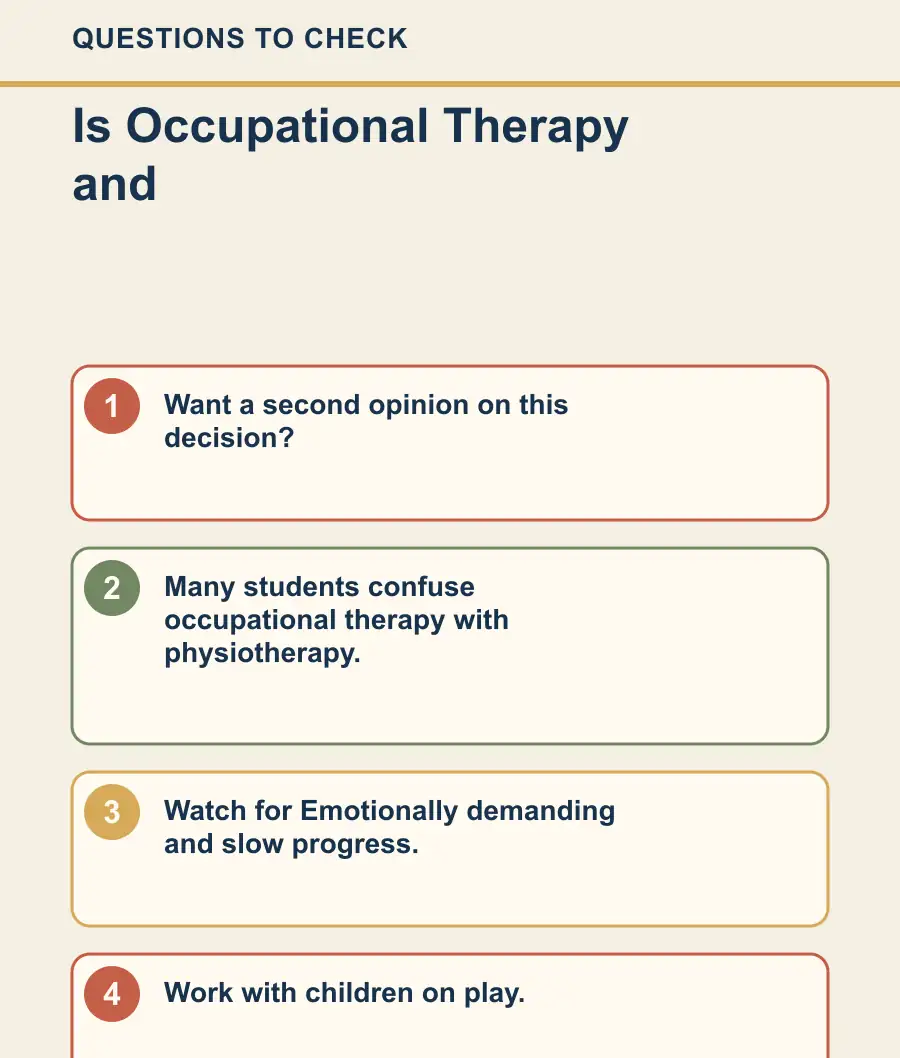 QUESTIONS TO CHECK
Is Occupational Therapy
and
1
Want a second opinion on this
decision?
2
Many students confuse
occupational therapy with
physiotherapy.
3
Watch for Emotionally demanding
and slow progress.
4
Work with children on play.